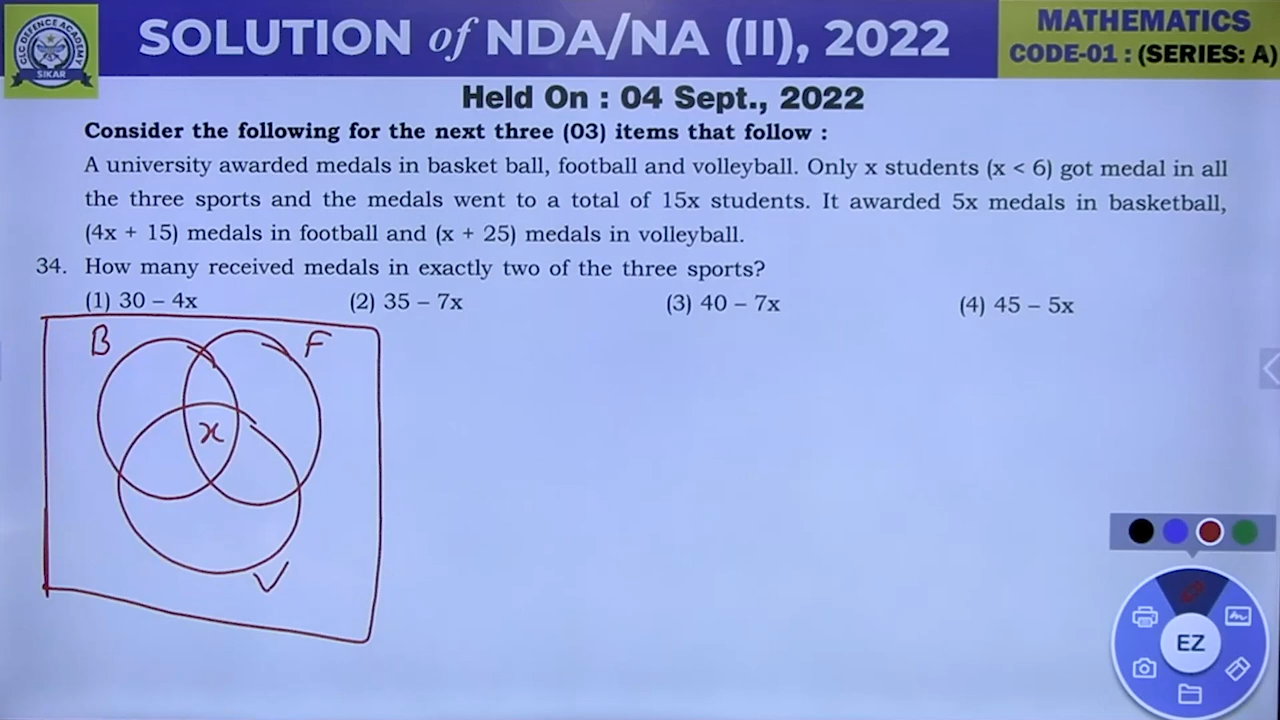 CLC DEFENCE ACADEMY
SIKAR
SOLUTION of NDA/NA (II), 2022
MATHEMATICS
CODE-01 : (SERIES: A)
Held On : 04 Sept., 2022
Consider the following for the next three (03) items that follow :
A university awarded medals in basket ball, football and volleyball. Only x students (x < 6) got medal in all
the three sports and the medals went to a total of 15x students. It awarded 5x medals in basketball,
(4x + 15) medals in football and (x + 25) medals in volleyball.
34. How many received medals in exactly two of the three sports?
(1) 30 – 4x (2) 35 – 7x (3) 40 – 7x (4) 45 – 5x
B F
x
V
EZ